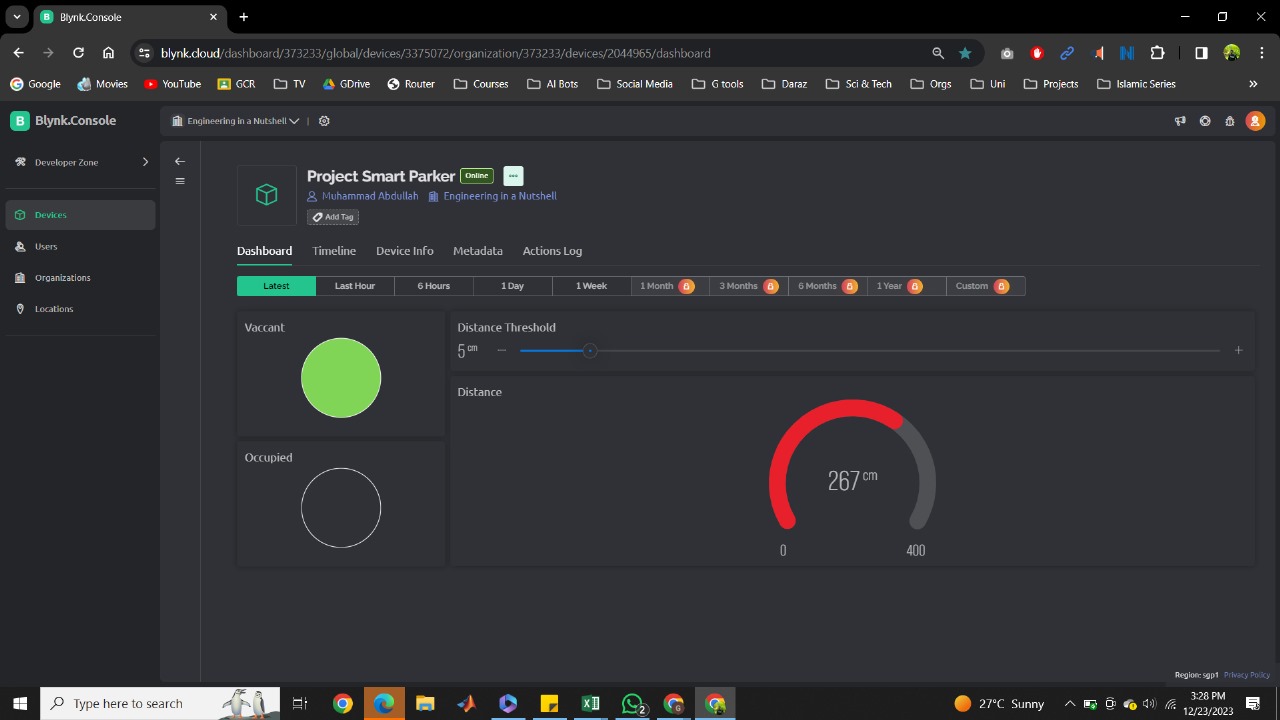 Blynk.Console
blynk.cloud/dashboard/373233/global/devices/3375072/organization/373233/devices/2044965/dashboard
Google Movies YouTube GCR TV GDrive Router Courses AI Bots Social Media G tools Daraz Sci & Tech Orgs Uni Projects Islamic Series
B Blynk.Console
Engineering in a Nutshell
Developer Zone
Devices
Users
Organizations
Locations
Project Smart Parker Online
Muhammad Abdullah Engineering in a Nutshell
Add Tag
Dashboard Timeline Device Info Metadata Actions Log
Latest Last Hour 6 Hours 1 Day 1 Week 1 Month 3 Months 6 Months 1 Year Custom
Vaccant
Distance Threshold
5 cm
Distance
267 cm
0 400
Occupied
Region: sgp1 Privacy Policy
Type here to search
2
27°C Sunny
3:28 PM
12/23/2023